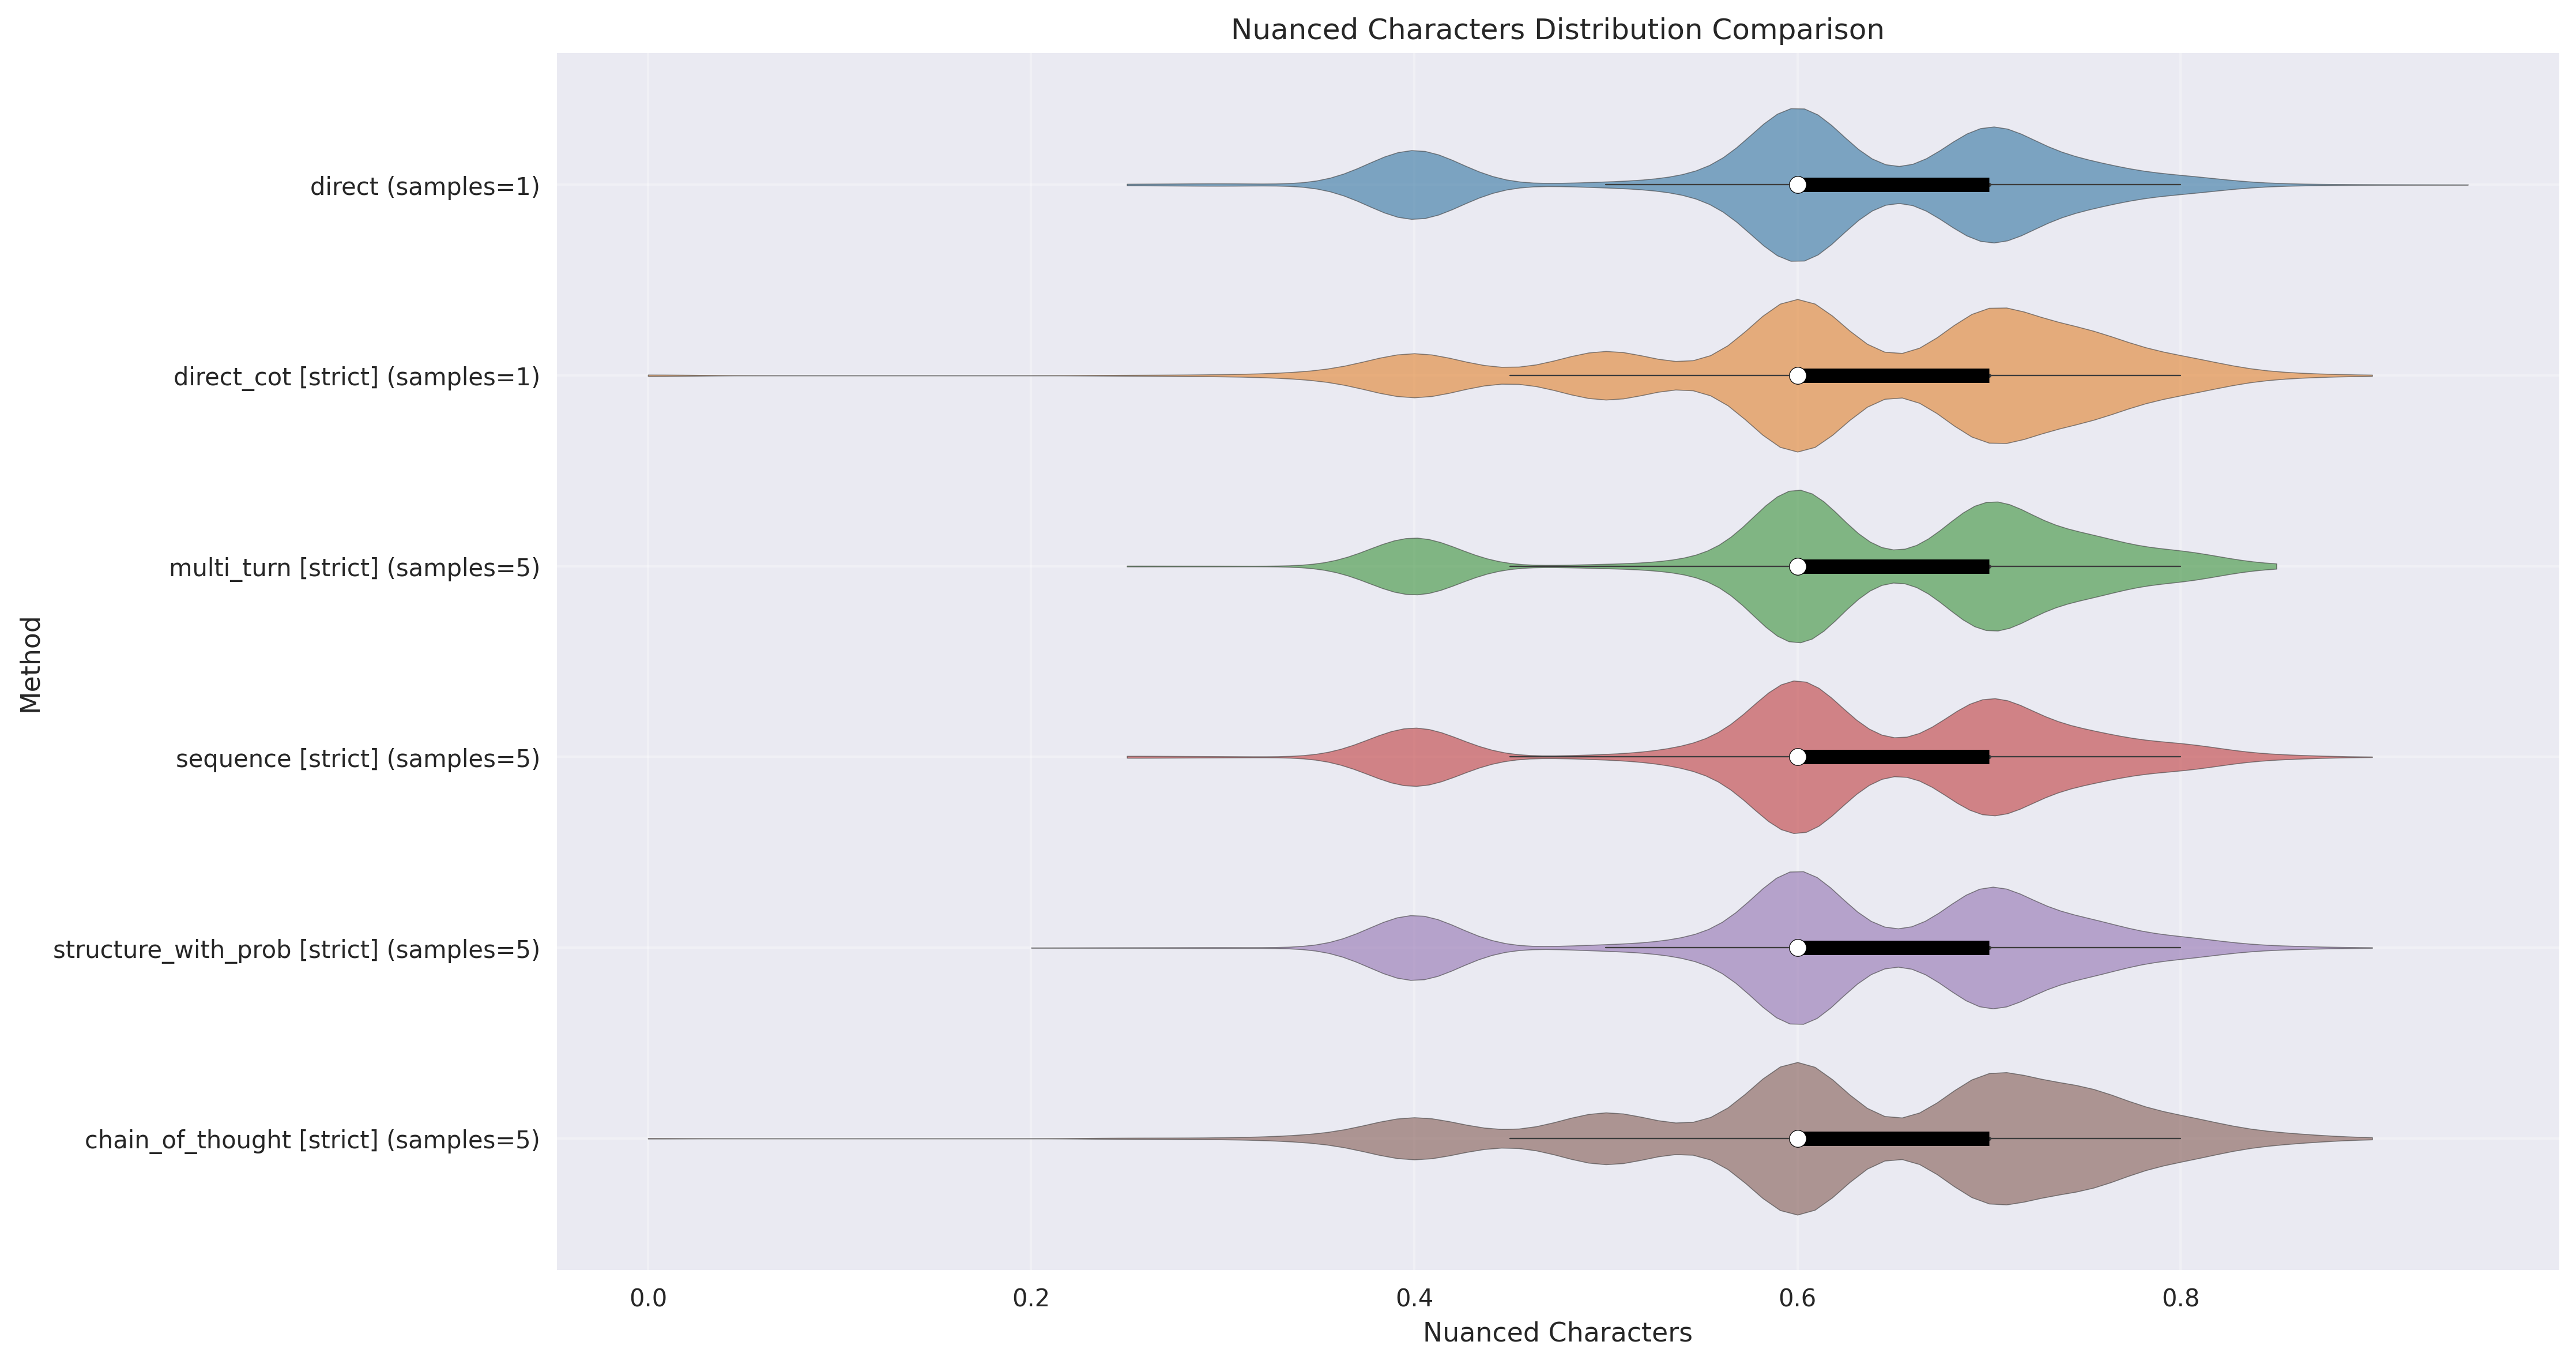 Nuanced Characters Distribution Comparison
Method
direct (samples=1)
direct_cot [strict] (samples=1)
multi_turn [strict] (samples=5)
sequence [strict] (samples=5)
structure_with_prob [strict] (samples=5)
chain_of_thought [strict] (samples=5)
0.0 0.2 0.4 0.6 0.8
Nuanced Characters